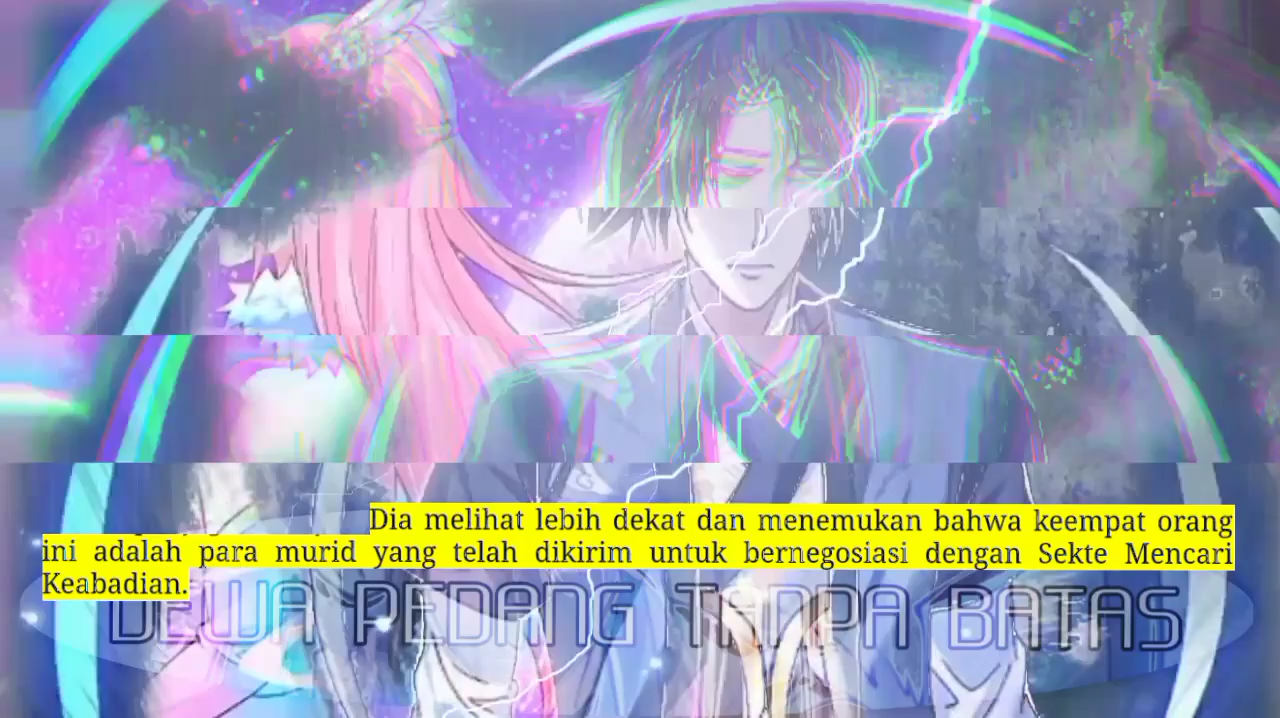 Dia melihat lebih dekat dan menemukan bahwa keempat orang
ini adalah para murid yang telah dikirim untuk bernegosiasi dengan Sekte Mencari
Keabadian.
DEWA PEDANG TANPA BATAS